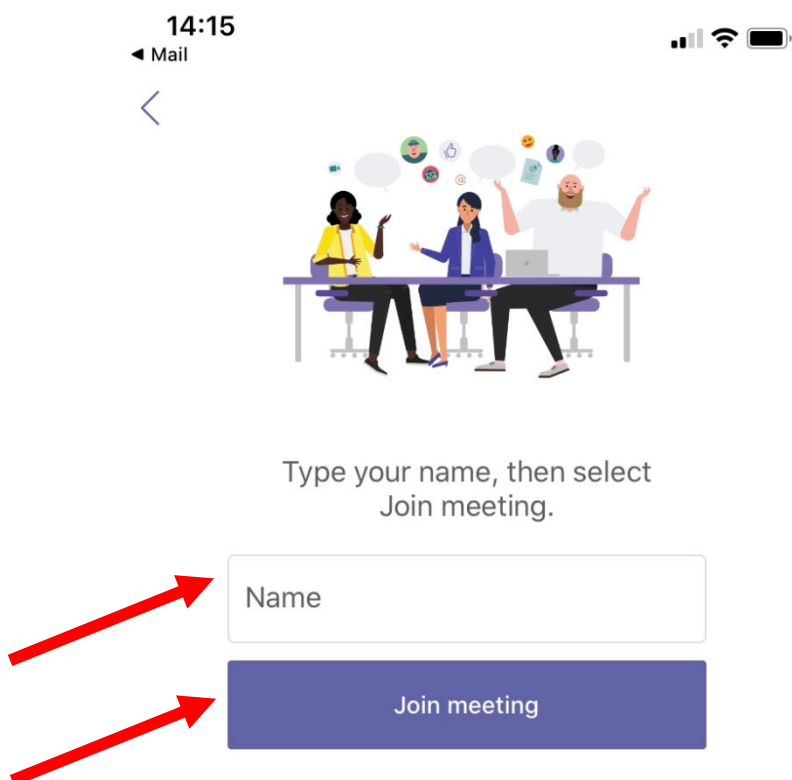 14:15
◀ Mail
@
Type your name, then select
Join meeting.
Name
Join meeting